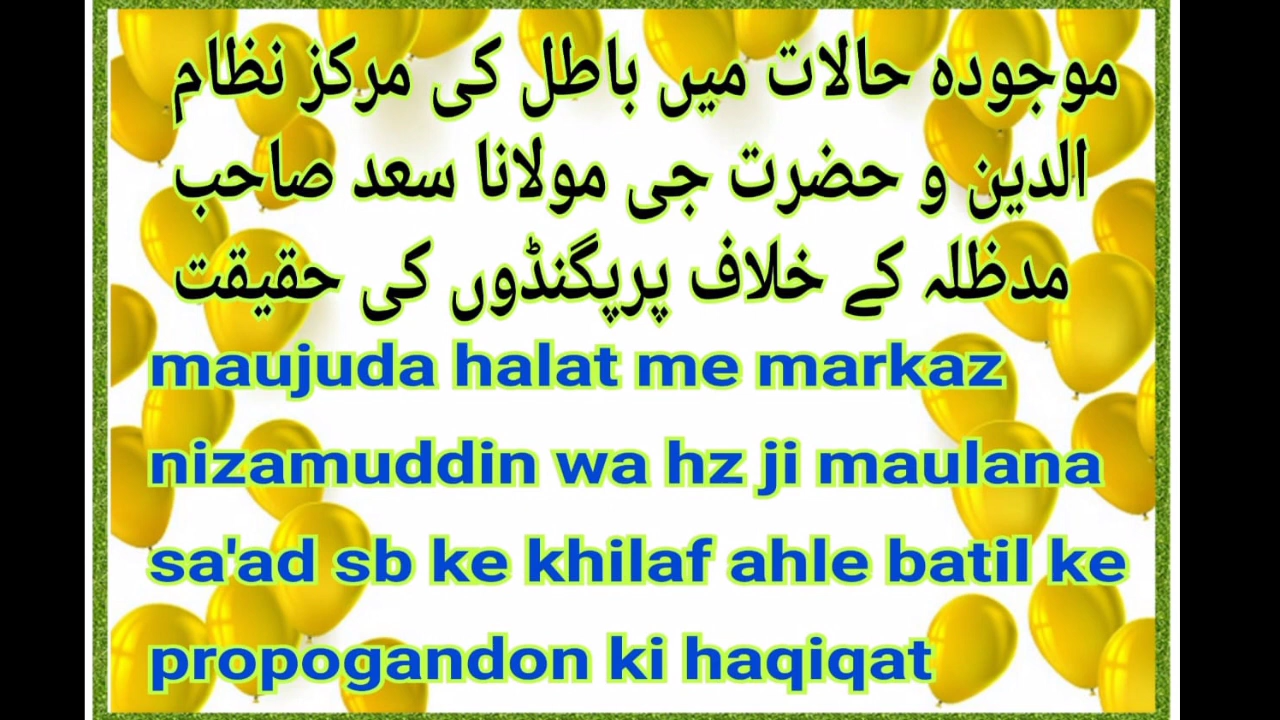 موجودہ حالات میں باطل کی مرکز نظام
الدین و حضرت جی مولانا سعد صاحب
مدظلہ کے خلاف پرپگنڈوں کی حقیقت
maujuda halat me markaz
nizamuddin wa hz ji maulana
sa'ad sb ke khilaf ahle batil ke
propogandon ki haqiqat